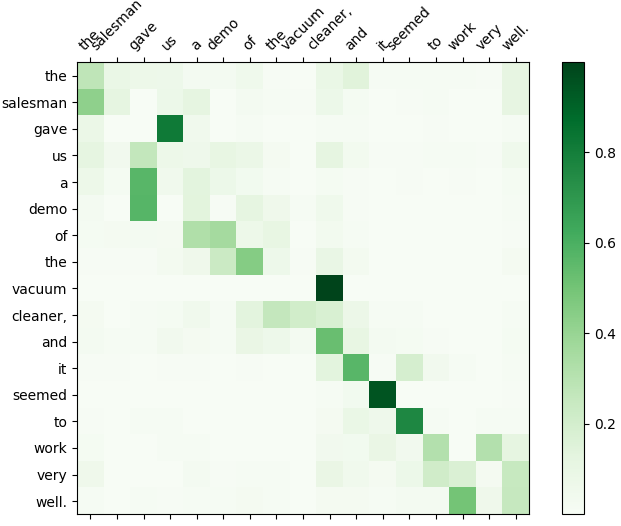 the salesman gave us a demo of the vacuum cleaner, and it seemed to work very well.
the
salesman
gave
us
a
demo
of
the
vacuum
cleaner,
and
it
seemed
to
work
very
well.
0.8
0.6
0.4
0.2